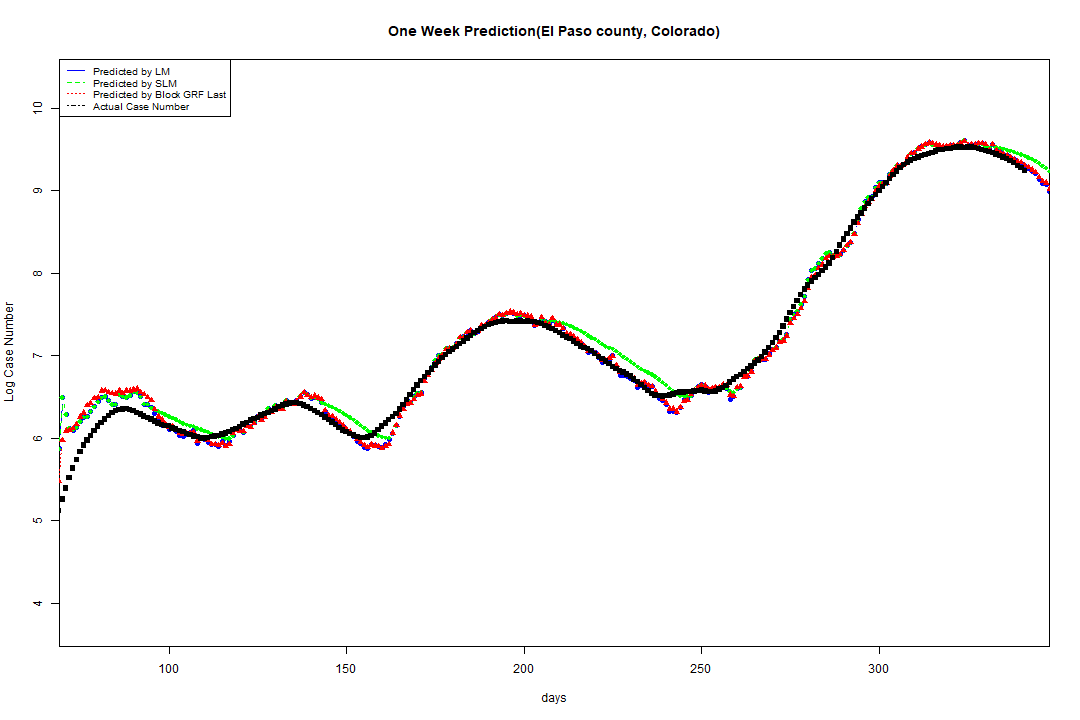 One Week Prediction(El Paso county, Colorado)
Predicted by LM
Predicted by SLM
Predicted by Block GRF Last
Actual Case Number
10
9
8
7
6
5
4
Log Case Number
100 150 200 250 300
days